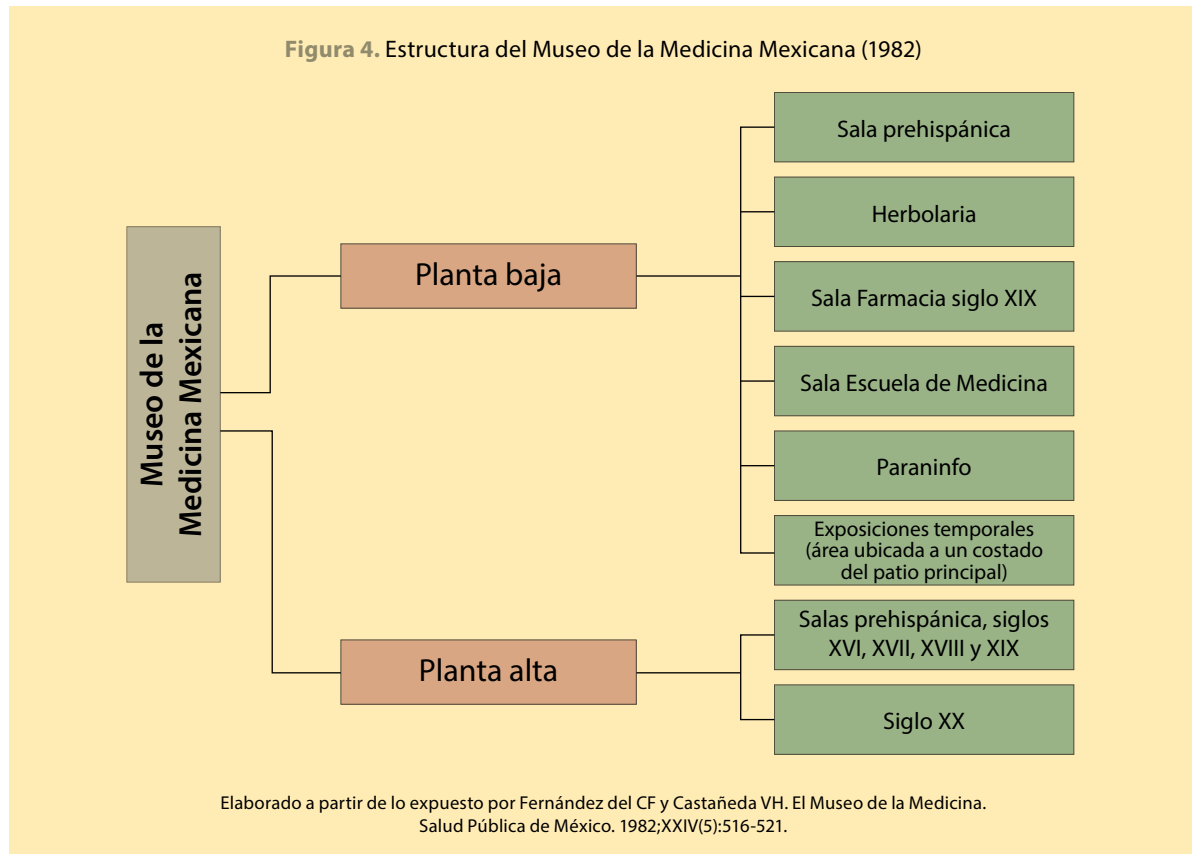 Figura 4. Estructura del Museo de la Medicina Mexicana (1982)
Museo de la
Medicina Mexicana
Planta baja
Sala prehispánica
Herbolaria
Sala Farmacia siglo XIX
Sala Escuela de Medicina
Paraninfo
Exposiciones temporales
(área ubicada a un costado
del patio principal)
Planta alta
Salas prehispánica, siglos
XVI, XVII, XVIII y XIX
Siglo XX
Elaborado a partir de lo expuesto por Fernández del CF y Castañeda VH. El Museo de la Medicina.
Salud Pública de México. 1982;XXIV(5):516-521.